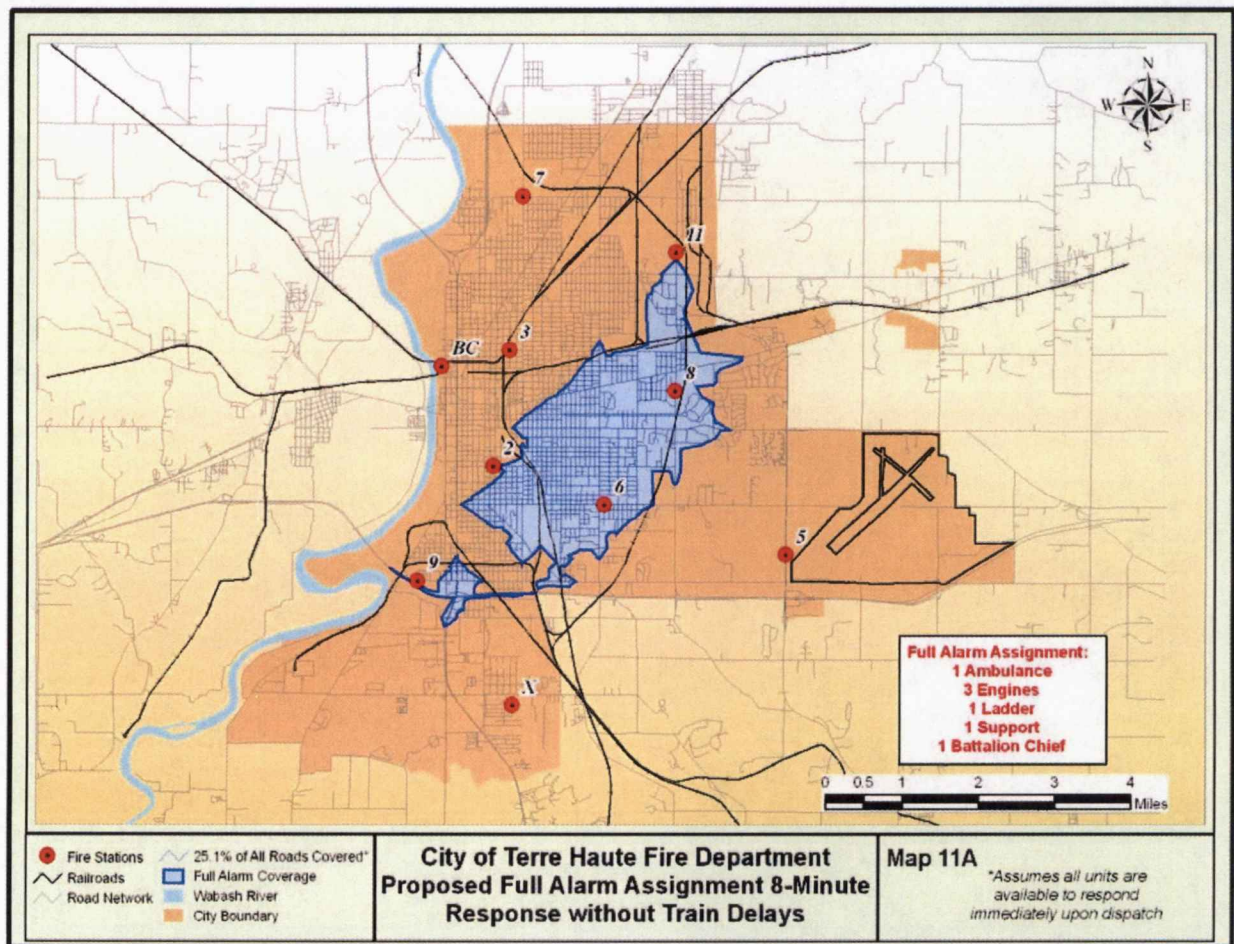 N
W E
S
7
11
3
BC
8
2
6
5
9
X
Full Alarm Assignment:
1 Ambulance
3 Engines
1 Ladder
1 Support
1 Battalion Chief
0 0.5 1 2 3 4
Miles
Fire Stations
Railroads
Road Network
25.1% of All Roads Covered*
Full Alarm Coverage
Wabash River
City Boundary
City of Terre Haute Fire Department
Proposed Full Alarm Assignment 8-Minute
Response without Train Delays
Map 11A
*Assumes all units are
available to respond
immediately upon dispatch